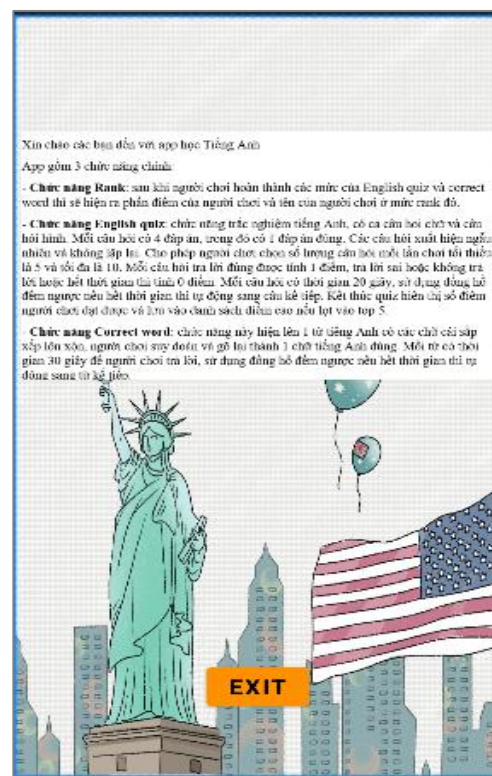 Xin chào các bạn đến với app học Tiếng Anh
App gồm 3 chức năng chính:
- Chức năng Rank: sau khi người chơi hoàn thành các mức của English quiz và correct
word thì sẽ hiện ra phần điểm của người chơi và tên của người chơi ở mức rank đó.
- Chức năng English quiz: chức năng trắc nghiệm tiếng Anh, có cả câu hỏi chữ và câu
hỏi hình. Mỗi câu hỏi có 4 đáp án, trong đó có 1 đáp án đúng. Các câu hỏi xuất hiện ngẫu
nhiên và không lặp lại. Cho phép người chơi chọn số lượng câu hỏi mỗi lần chơi tối thiểu
là 5 và tối đa là 10. Mỗi câu hỏi trả lời đúng được tính 1 điểm, trả lời sai hoặc không trả
lời hoặc hết thời gian thì tính 0 điểm. Mỗi câu hỏi có thời gian 20 giây, sử dụng đồng hồ
đếm ngược nếu hết thời gian thì tự động sang câu kế tiếp. Kết thúc quiz hiển thị số điểm
người chơi đạt được và lưu vào danh sách điểm cao nếu lọt vào top 5.
- Chức năng Correct word: chức năng này hiện lên 1 từ tiếng Anh có các chữ cái sắp
xếp lộn xộn, người chơi suy đoán và gõ lại thành 1 chữ tiếng Anh đúng. Mỗi từ có thời
gian 30 giây để người chơi trả lời, sử dụng đồng hồ đếm ngược nếu hết thời gian thì tự
động sang từ kế tiếp.
EXIT